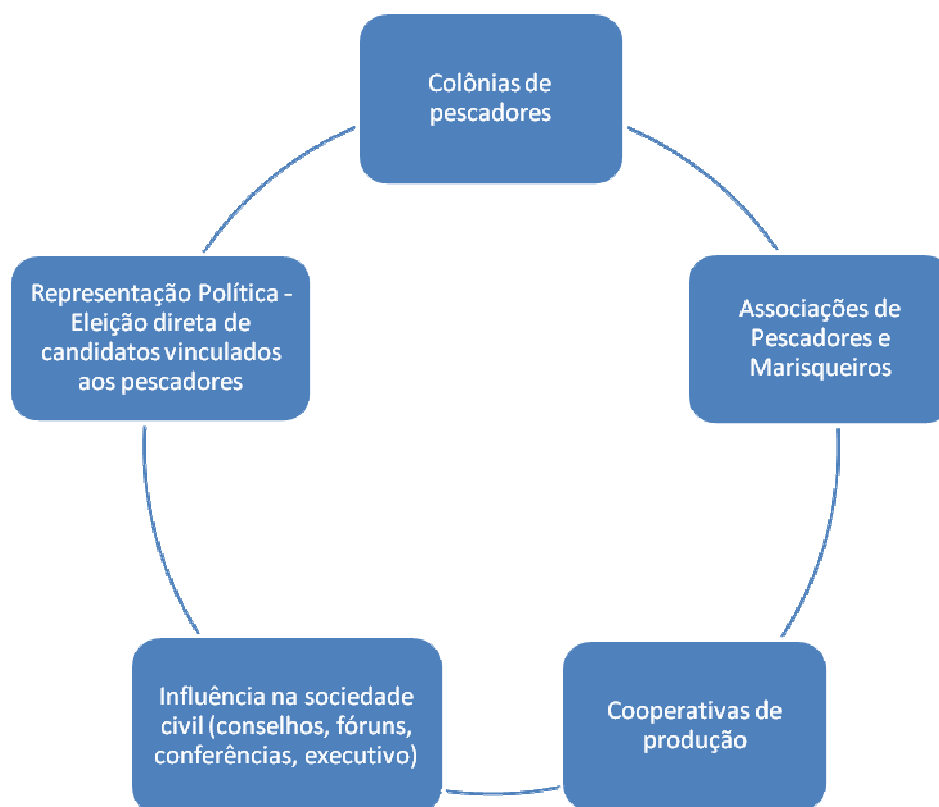 Colônias de
pescadores
Associações de
Pescadores e
Marisqueiros
Cooperativas de
produção
Influência na sociedade
civil (conselhos, fóruns,
conferências, executivo)
Representação Política -
Eleição direta de
candidatos vinculados
aos pescadores